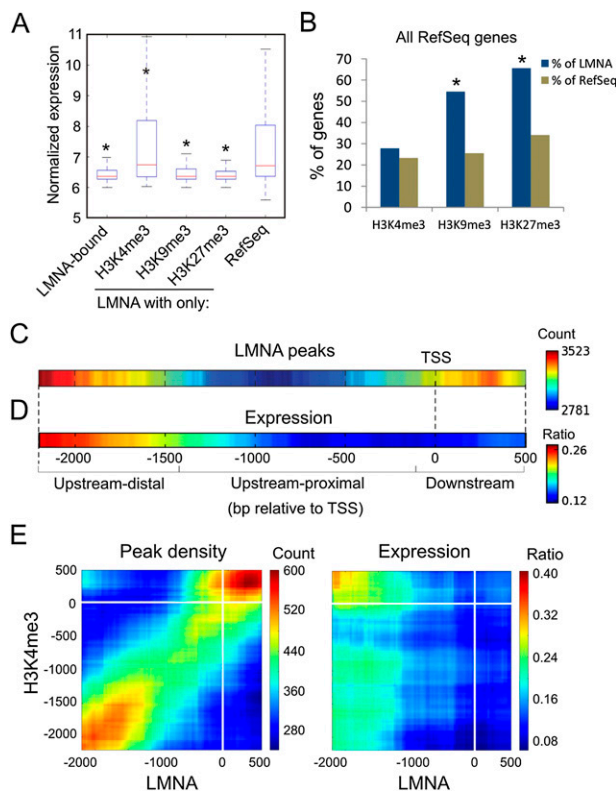 A
Normalized expression
11
10
9
8
7
6
5
*
*
*
*
LMNA-bound
H3K4me3
H3K9me3
H3K27me3
RefSeq
LMNA with only:
B
All RefSeq genes
% of genes
70
60
50
40
30
20
10
0
*
*
% of LMNA
% of RefSeq
H3K4me3 H3K9me3 H3K27me3
C
LMNA peaks
TSS
Count
3523
2781
D
Expression
-2000 -1500 -1000 -500 0 500
Upstream-distal Upstream-proximal Downstream
(bp relative to TSS)
Ratio
0.26
0.12
E
Peak density
Count
H3K4me3
500
0
-500
-1000
-1500
-2000
-2000 -1000 0 500
LMNA
600
520
440
360
280
Expression
Ratio
-2000 -1000 0 500
LMNA
0.40
0.32
0.24
0.16
0.08